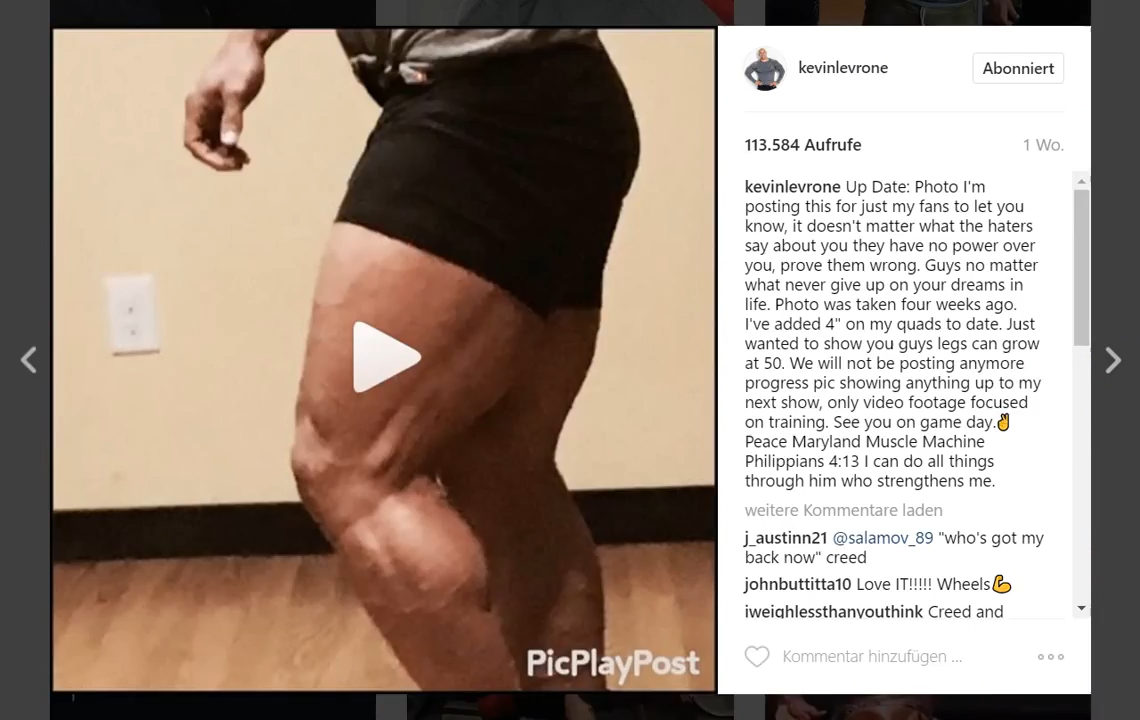 kevinlevrone
Abonniert
113.584 Aufrufe
1 Wo.
kevinlevrone Up Date: Photo I'm
posting this for just my fans to let you
know, it doesn't matter what the haters
say about you they have no power over
you, prove them wrong. Guys no matter
what never give up on your dreams in
life. Photo was taken four weeks ago.
I've added 4" on my quads to date. Just
wanted to show you guys legs can grow
at 50. We will not be posting anymore
progress pic showing anything up to my
next show, only video footage focused
on training. See you on game day.✌
Peace Maryland Muscle Machine
Philippians 4:13 I can do all things
through him who strengthens me.
weitere Kommentare laden
j_austinn21 @salamov_89 "who's got my
back now" creed
johnbuttitta10 Love IT!!!!! Wheels💪
iweighlessthanyouthink Creed and
Kommentar hinzufügen ...
PicPlayPost